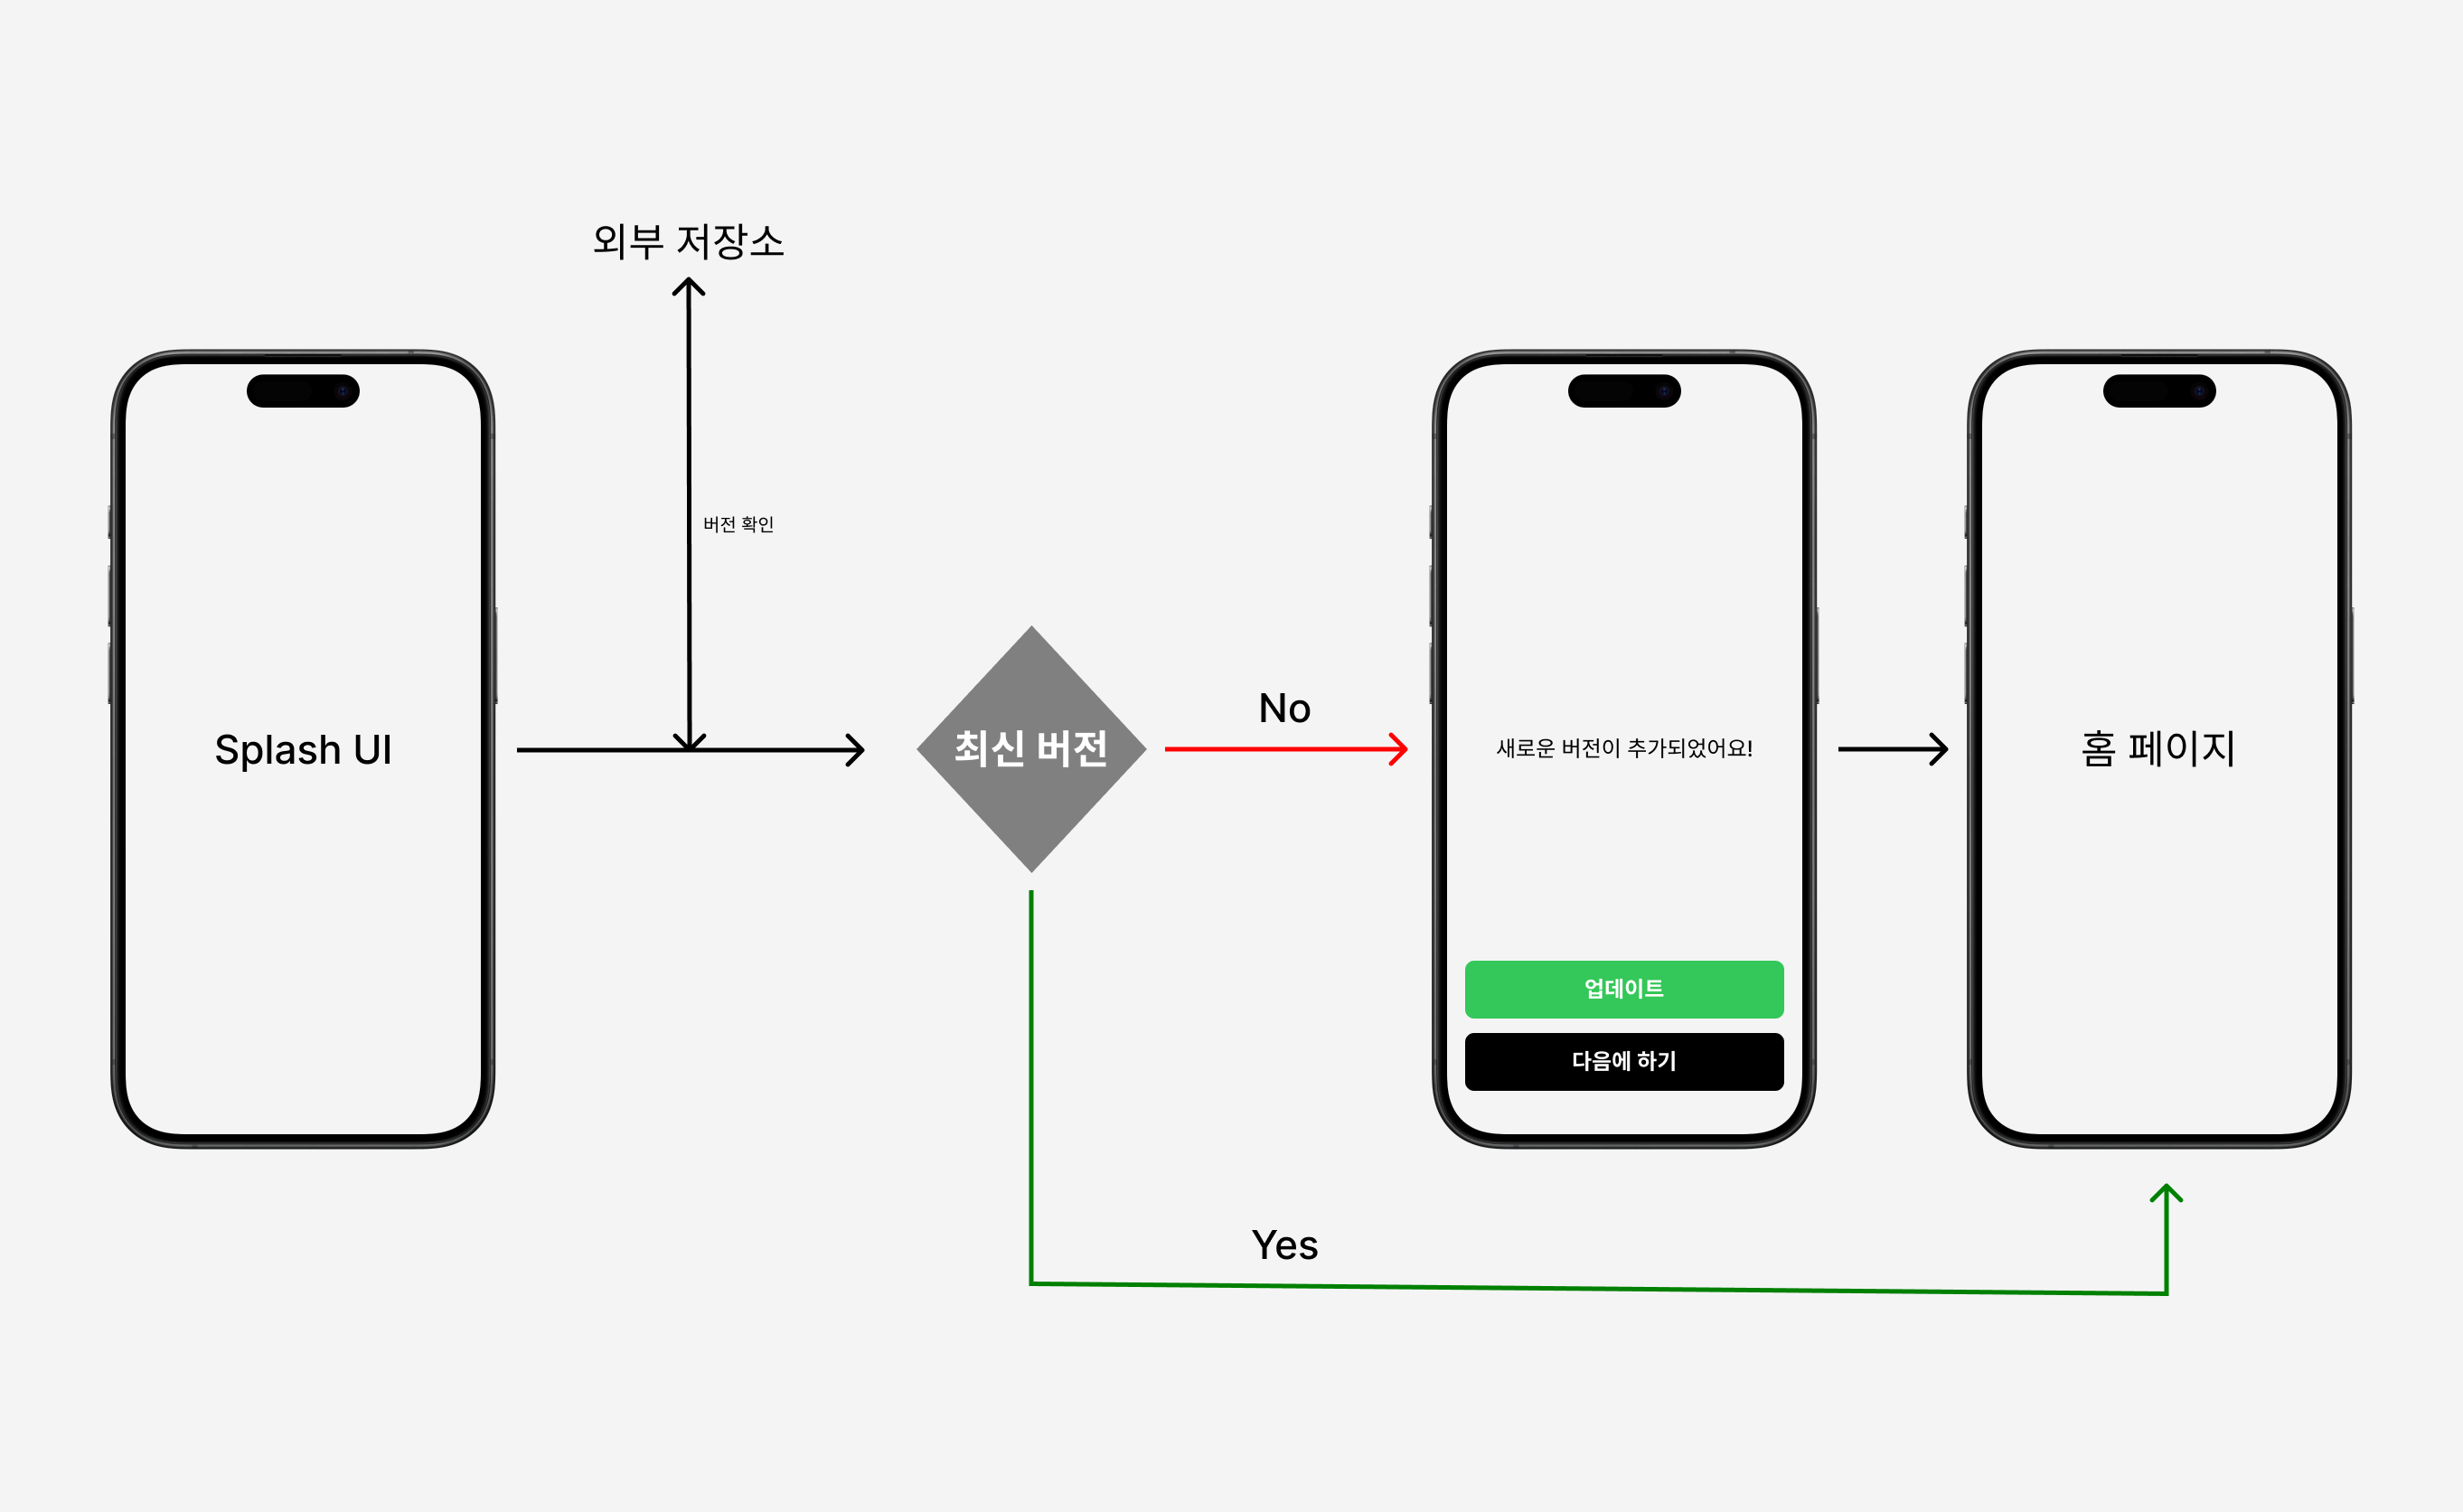 외부 저장소
버전 확인
Splash UI
최신 버전
No
새로운 버전이 추가되었어요!
업데이트
다음에 하기
홈 페이지
Yes